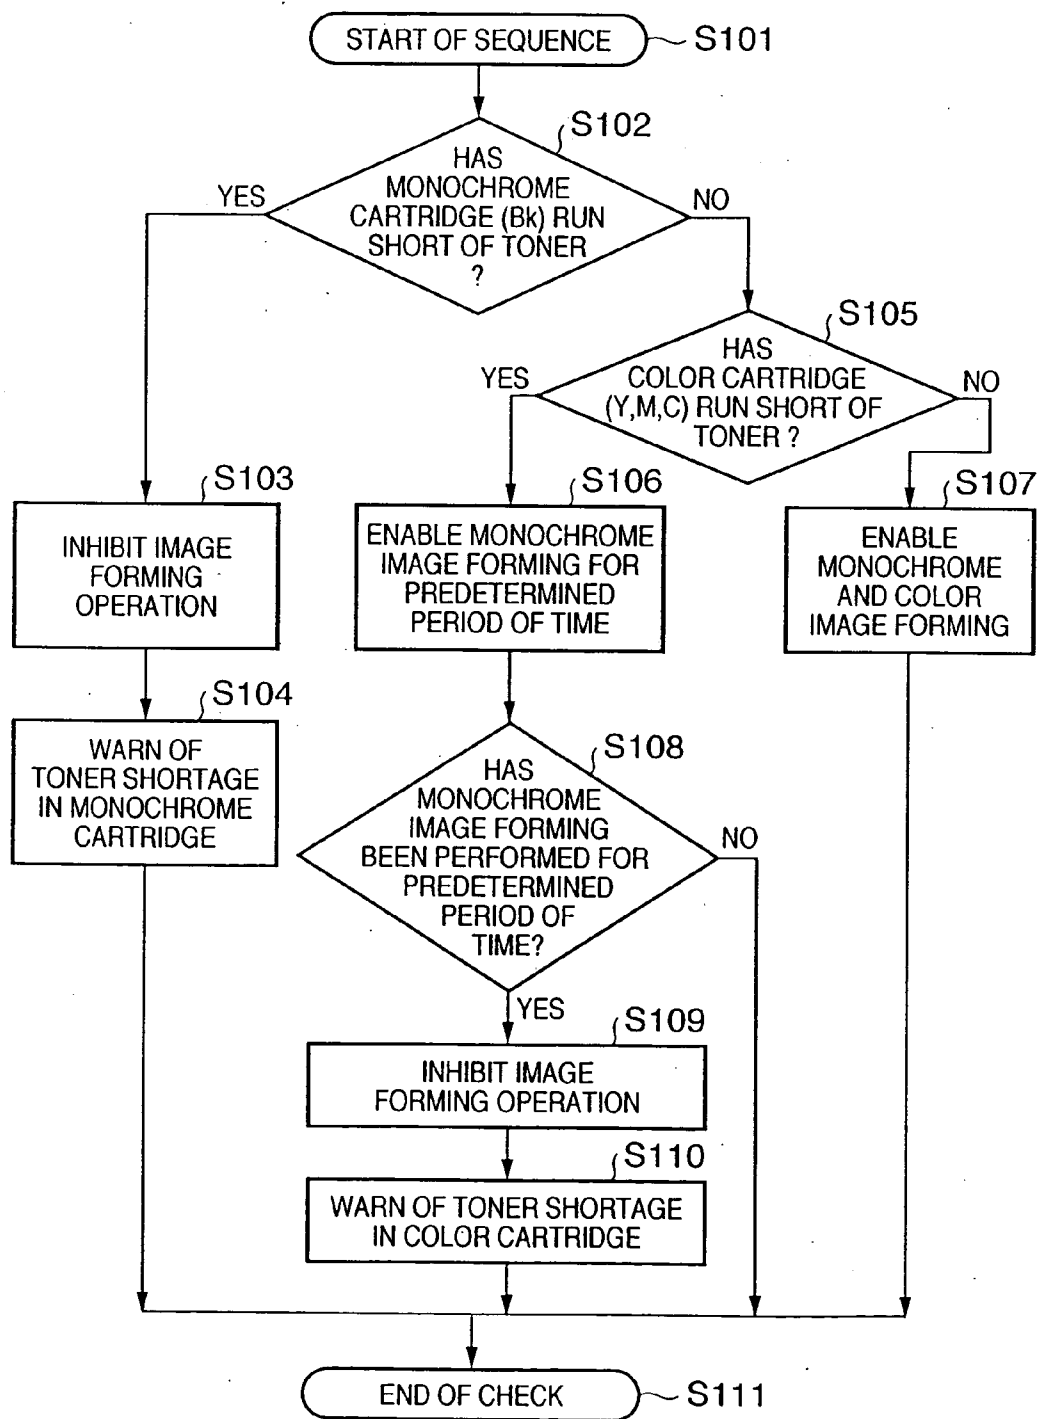 START OF SEQUENCE
S101
S102
HAS
MONOCHROME
CARTRIDGE (Bk) RUN
SHORT OF TONER
?
YES
NO
S105
HAS
COLOR CARTRIDGE
(Y,M,C) RUN SHORT OF
TONER ?
YES
NO
S103
INHIBIT IMAGE
FORMING
OPERATION
S106
ENABLE MONOCHROME
IMAGE FORMING FOR
PREDETERMINED
PERIOD OF TIME
S107
ENABLE
MONOCHROME
AND COLOR
IMAGE FORMING
S104
WARN OF
TONER SHORTAGE
IN MONOCHROME
CARTRIDGE
S108
HAS
MONOCHROME
IMAGE FORMING
BEEN PERFORMED FOR
PREDETERMINED
PERIOD OF
TIME?
NO
YES
S109
INHIBIT IMAGE
FORMING OPERATION
S110
WARN OF TONER SHORTAGE
IN COLOR CARTRIDGE
END OF CHECK
S111